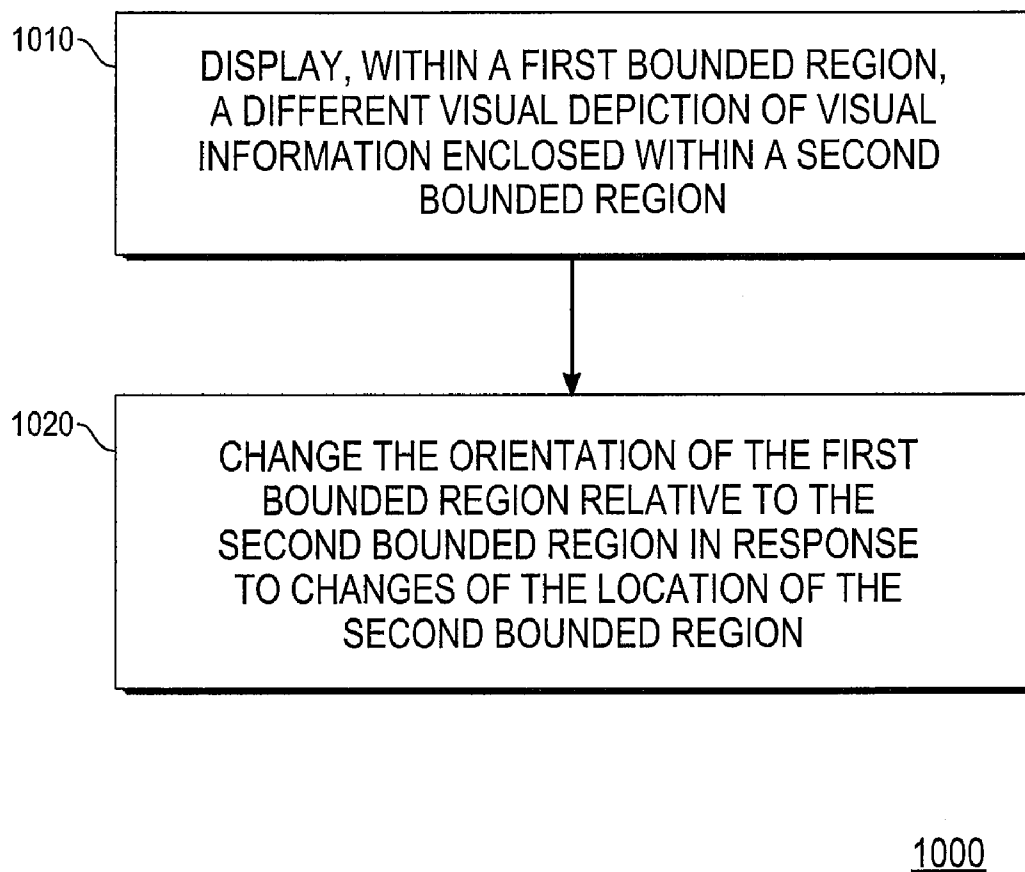 1010
DISPLAY, WITHIN A FIRST BOUNDED REGION,
A DIFFERENT VISUAL DEPICTION OF VISUAL
INFORMATION ENCLOSED WITHIN A SECOND
BOUNDED REGION
1020
CHANGE THE ORIENTATION OF THE FIRST
BOUNDED REGION RELATIVE TO THE
SECOND BOUNDED REGION IN RESPONSE
TO CHANGES OF THE LOCATION OF THE
SECOND BOUNDED REGION
1000